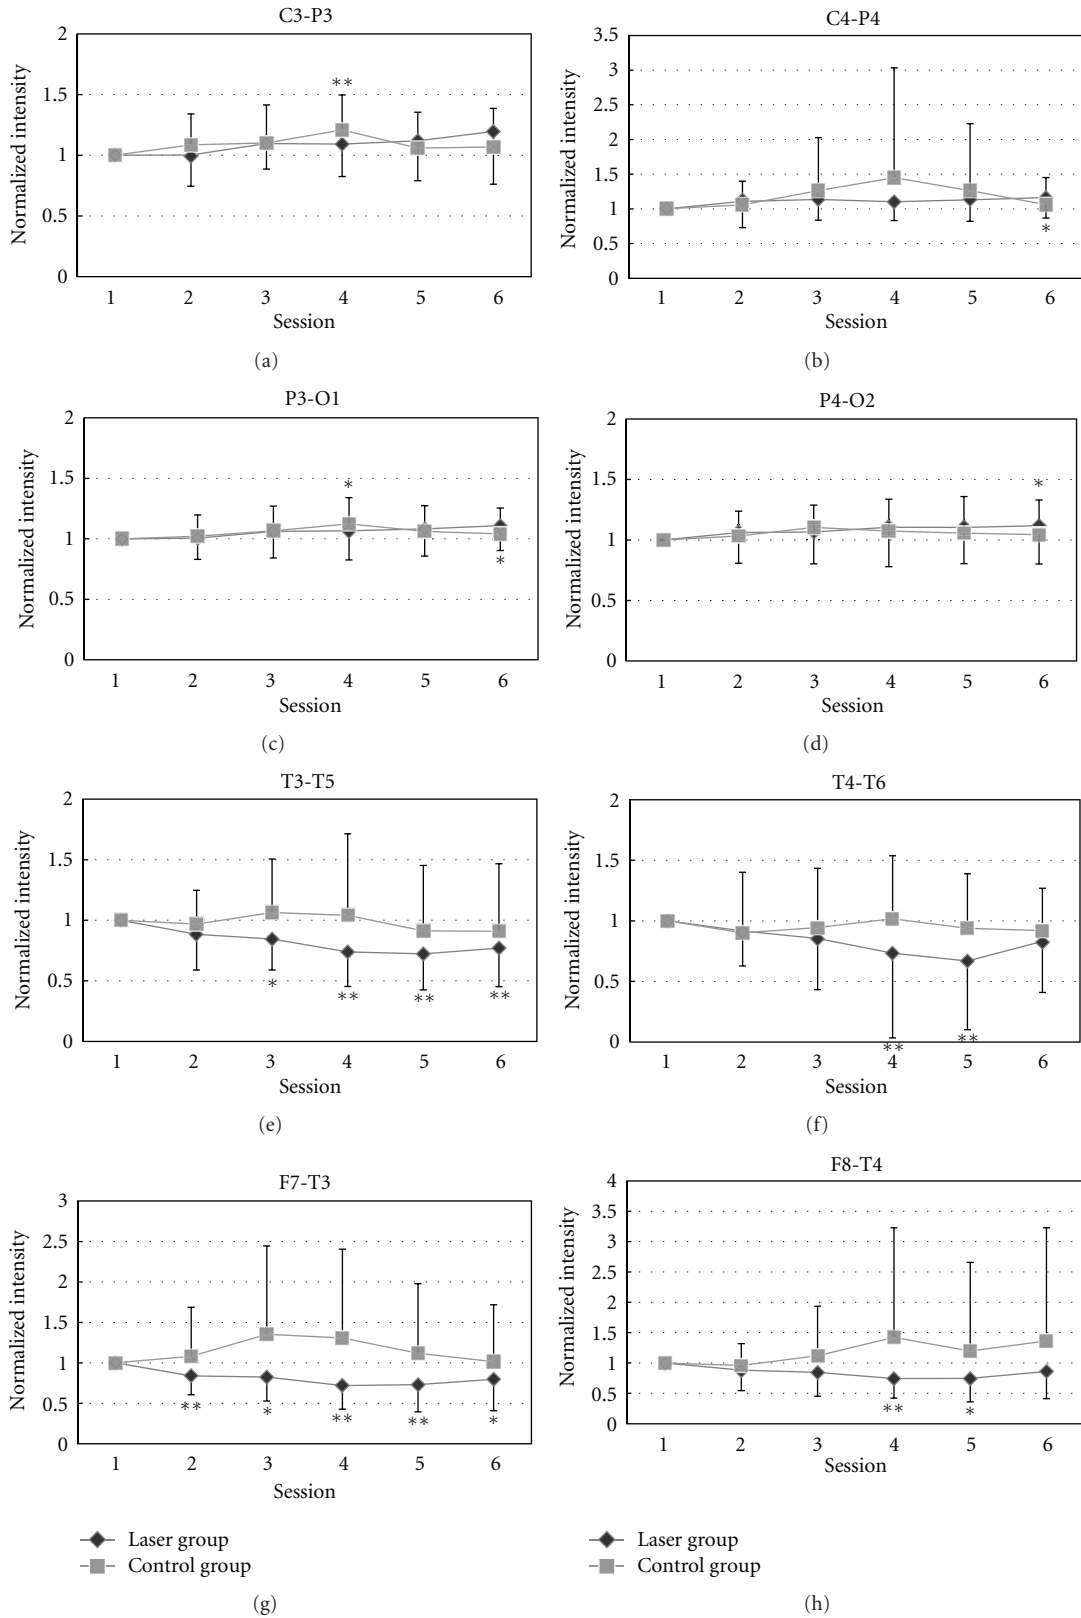 C3-P3
Normalized intensity
2
1.5
1
0.5
0
**
1 2 3 4 5 6
Session
(a)
C4-P4
Normalized intensity
3.5
3
2.5
2
1.5
1
0.5
0
*
1 2 3 4 5 6
Session
(b)
P3-O1
Normalized intensity
2
1.5
1
0.5
0
*
*
1 2 3 4 5 6
Session
(c)
P4-O2
Normalized intensity
2
1.5
1
0.5
0
*
1 2 3 4 5 6
Session
(d)
T3-T5
Normalized intensity
2
1.5
1
0.5
0
* ** ** **
1 2 3 4 5 6
Session
(e)
T4-T6
Normalized intensity
2
1.5
1
0.5
0
** **
1 2 3 4 5 6
Session
(f)
F7-T3
Normalized intensity
3
2.5
2
1.5
1
0.5
0
** * ** ** *
1 2 3 4 5 6
Session
Laser group
Control group
(g)
F8-T4
Normalized intensity
4
3.5
3
2.5
2
1.5
1
0.5
0
** *
1 2 3 4 5 6
Session
Laser group
Control group
(h)